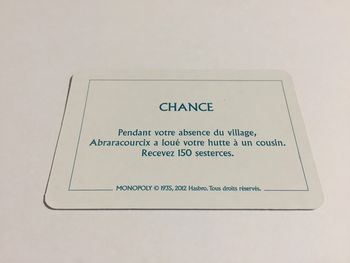 CHANCE
Pendant votre absence du village,
Abraracourcix a loué votre hutte à un cousin.
Recevez 150 sesterces.
MONOPOLY © 1935, 2012 Hasbro. Tous droits réservés.